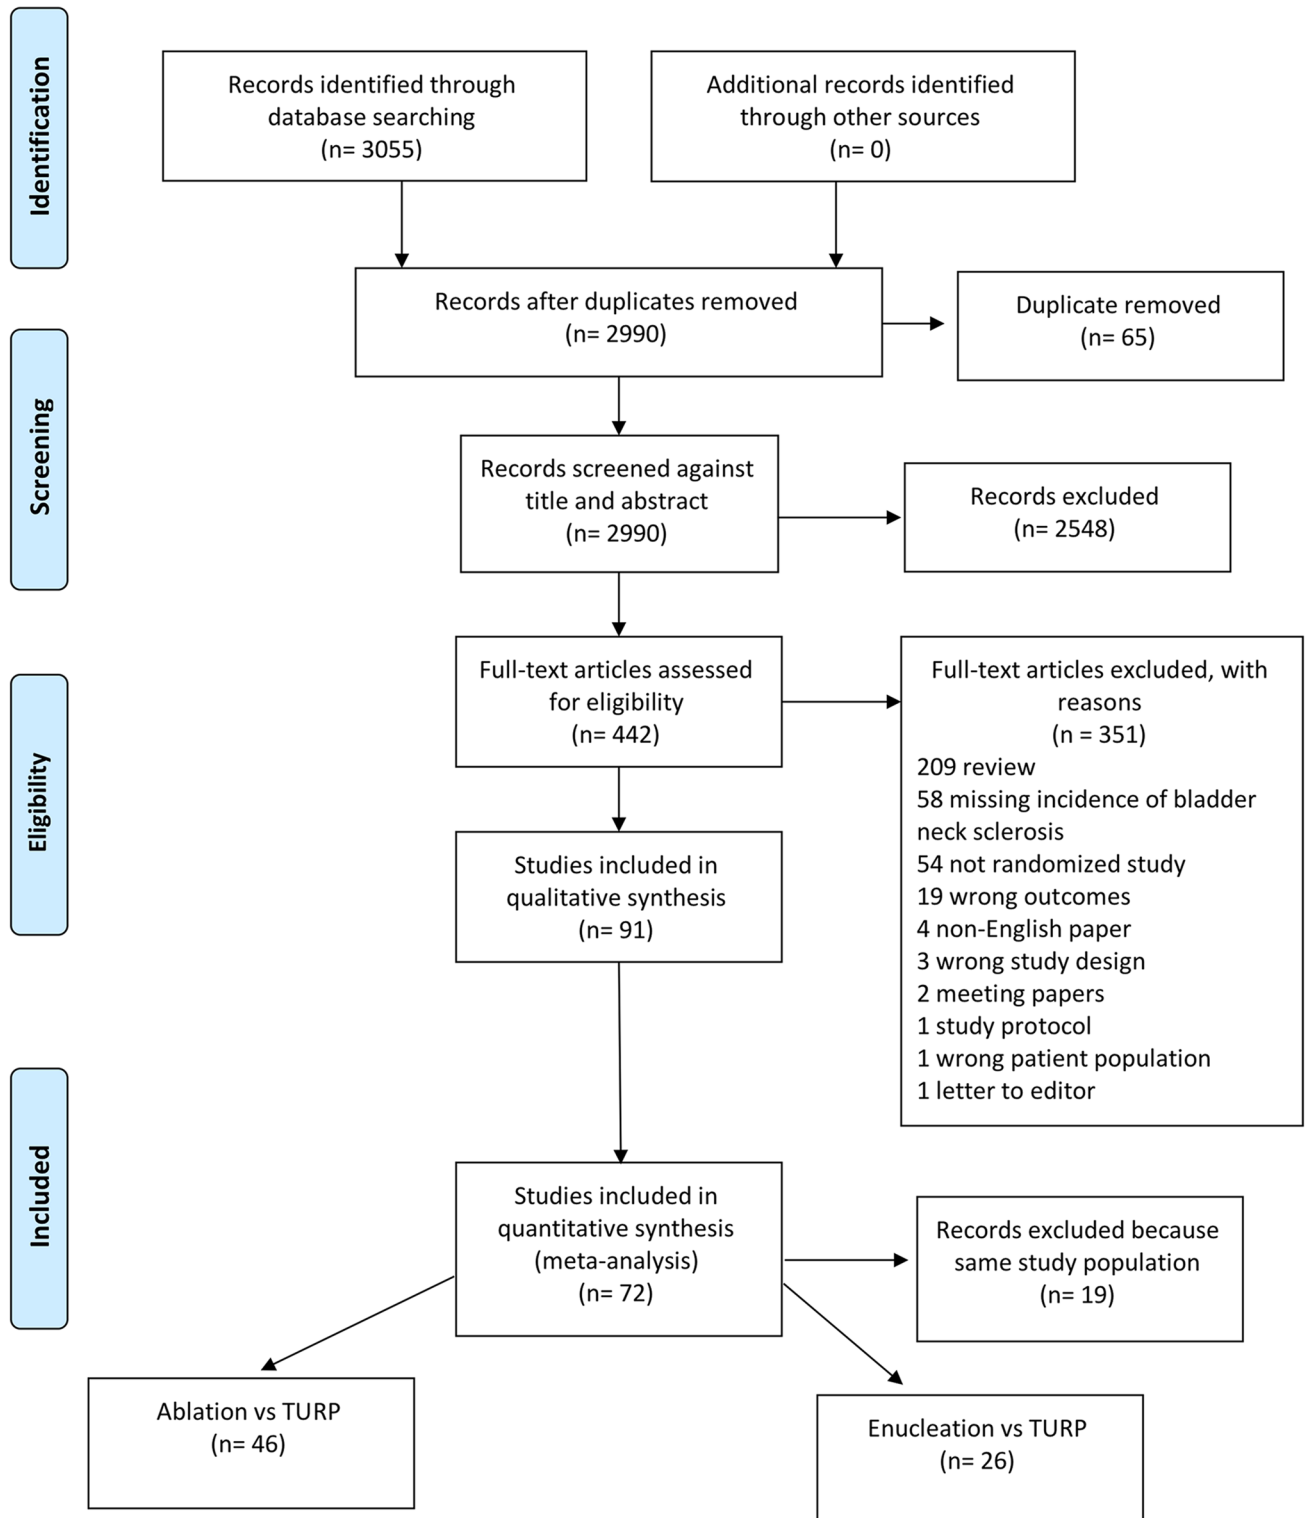 Identification
Records identified through
database searching
(n= 3055)
Additional records identified
through other sources
(n= 0)
Records after duplicates removed
(n= 2990)
Duplicate removed
(n= 65)
Screening
Records screened against
title and abstract
(n= 2990)
Records excluded
(n= 2548)
Eligibility
Full-text articles assessed
for eligibility
(n= 442)
Full-text articles excluded, with
reasons
(n = 351)
209 review
58 missing incidence of bladder
neck sclerosis
54 not randomized study
19 wrong outcomes
4 non-English paper
3 wrong study design
2 meeting papers
1 study protocol
1 wrong patient population
1 letter to editor
Studies included in
qualitative synthesis
(n= 91)
Included
Studies included in
quantitative synthesis
(meta-analysis)
(n= 72)
Records excluded because
same study population
(n= 19)
Ablation vs TURP
(n= 46)
Enucleation vs TURP
(n= 26)